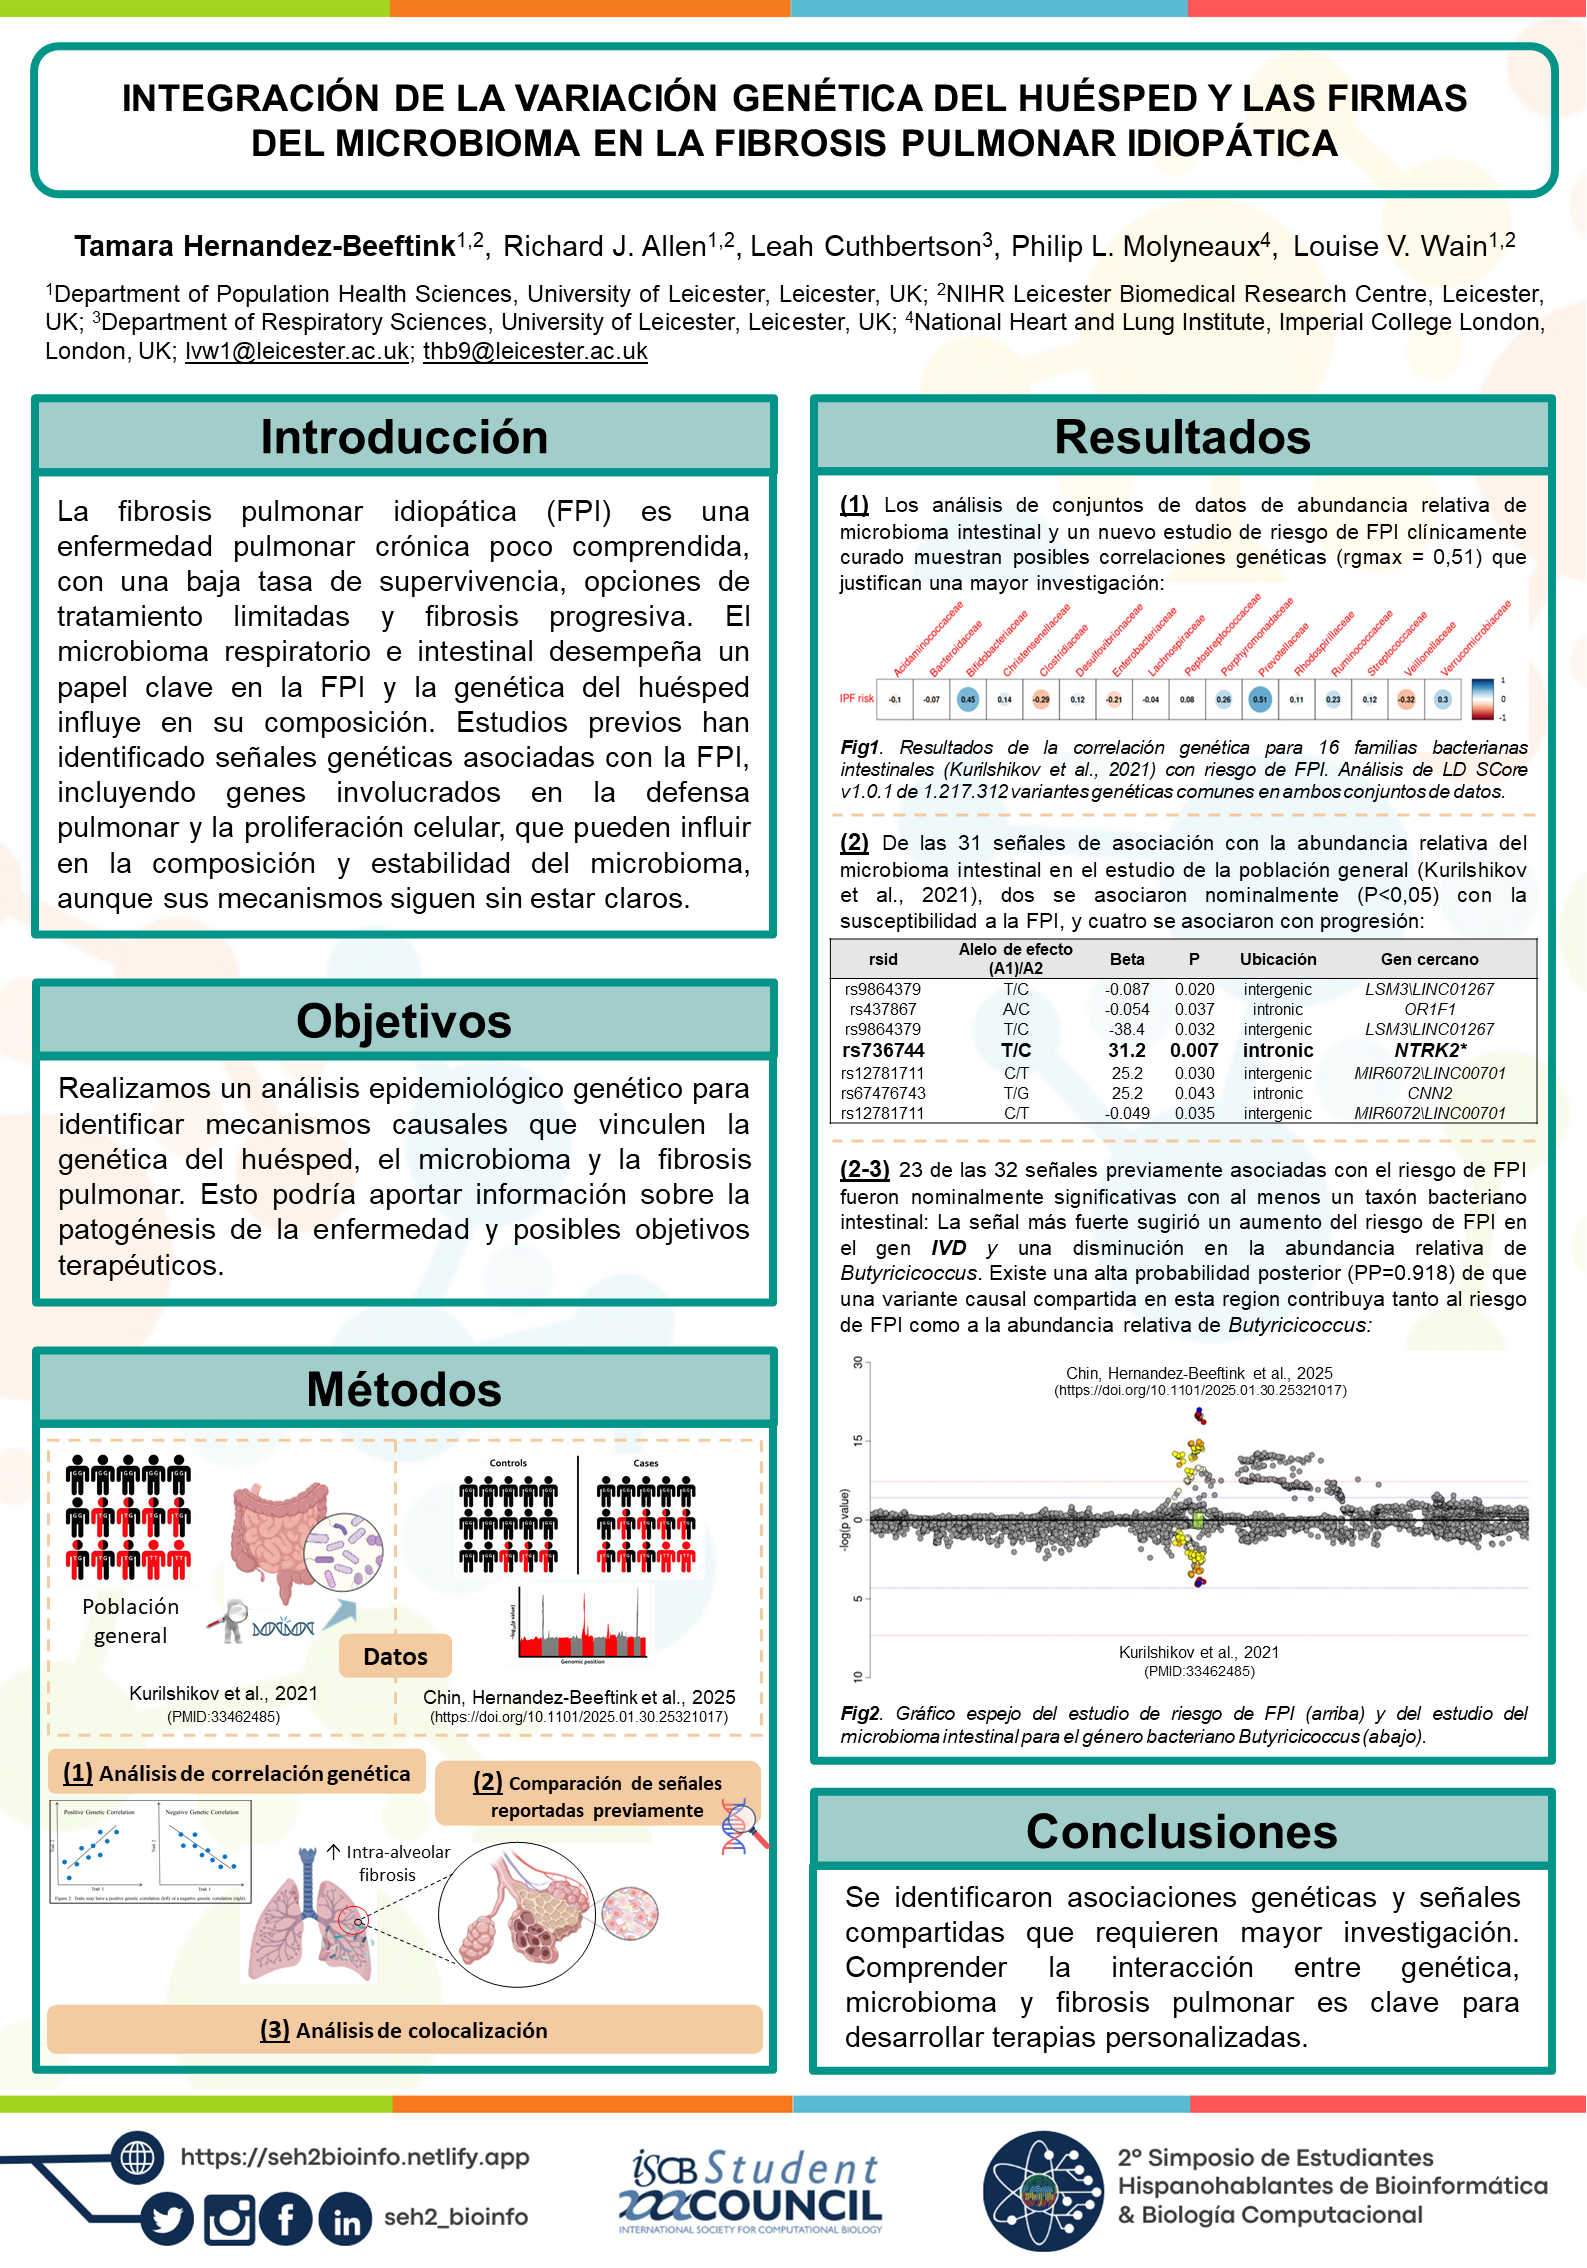 INTEGRACIÓN DE LA VARIACIÓN GENÉTICA DEL HUÉSPED Y LAS FIRMAS
DEL MICROBIOMA EN LA FIBROSIS PULMONAR IDIOPÁTICA
Tamara Hernandez-Beeftink1,2, Richard J. Allen1,2, Leah Cuthbertson3, Philip L. Molyneaux4, Louise V. Wain1,2
1Department of Population Health Sciences, University of Leicester, Leicester, UK; 2NIHR Leicester Biomedical Research Centre, Leicester,
UK; 3Department of Respiratory Sciences, University of Leicester, Leicester, UK; 4National Heart and Lung Institute, Imperial College London,
London, UK; lvw1@leicester.ac.uk; thb9@leicester.ac.uk
Introducción
La fibrosis pulmonar idiopática (FPI) es una
enfermedad pulmonar crónica poco comprendida,
con una baja tasa de supervivencia, opciones de
tratamiento limitadas y fibrosis progresiva. El
microbioma respiratorio e intestinal desempeña un
papel clave en la FPI y la genética del huésped
influye en su composición. Estudios previos han
identificado señales genéticas asociadas con la FPI,
incluyendo genes involucrados en la defensa
pulmonar y la proliferación celular, que pueden influir
en la composición y estabilidad del microbioma,
aunque sus mecanismos siguen sin estar claros.
Objetivos
Realizamos un análisis epidemiológico genético para
identificar mecanismos causales que vinculen la
genética del huésped, el microbioma y la fibrosis
pulmonar. Esto podría aportar información sobre la
patogénesis de la enfermedad y posibles objetivos
terapéuticos.
Métodos
Población
general
Controls
Cases
-log10(p value)
Genomic position
Datos
Kurilshikov et al., 2021
(PMID:33462485)
Chin, Hernandez-Beeftink et al., 2025
(https://doi.org/10.1101/2025.01.30.25321017)
(1) Análisis de correlación genética
(2) Comparación de señales
reportadas previamente
Positive Genetic Correlation
Negative Genetic Correlation
Trait 2
Trait 2
Trait 1
Trait 1
Figure 2: Traits may have a positive genetic correlation (left) or a negative genetic correlation (right).
↑ Intra-alveolar
fibrosis
(3) Análisis de colocalización
Resultados
(1) Los análisis de conjuntos de datos de abundancia relativa de
microbioma intestinal y un nuevo estudio de riesgo de FPI clínicamente
curado muestran posibles correlaciones genéticas (rgmax = 0,51) que
justifican una mayor investigación:
Acidaminococcaceae
Bacteroidaceae
Bifidobacteriaceae
Christensenellaceae
Clostridiaceae
Desulfovibrionaceae
Enterobacteriaceae
Lachnospiraceae
Peptostreptococcaceae
Porphyromonadaceae
Prevotellaceae
Rhodospirillaceae
Ruminococcaceae
Streptococcaceae
Veillonellaceae
Verrucomicrobiaceae
IPF risk -0.1 -0.07 0.45 0.14 -0.29 0.12 -0.21 -0.04 0.08 0.26 0.51 0.11 0.23 0.12 -0.32 0.3
1
0
-1
Fig1. Resultados de la correlación genética para 16 familias bacterianas
intestinales (Kurilshikov et al., 2021) con riesgo de FPI. Análisis de LD SCore
v1.0.1 de 1.217.312 variantes genéticas comunes en ambos conjuntos de datos.
(2) De las 31 señales de asociación con la abundancia relativa del
microbioma intestinal en el estudio de la población general (Kurilshikov
et al., 2021), dos se asociaron nominalmente (P<0,05) con la
susceptibilidad a la FPI, y cuatro se asociaron con progresión:
rsid Alelo de efecto (A1)/A2 Beta P Ubicación Gen cercano
rs9864379 T/C -0.087 0.020 intergenic LSM3\LINC01267
rs437867 A/C -0.054 0.037 intronic OR1F1
rs9864379 T/C -38.4 0.032 intergenic LSM3\LINC01267
rs736744 T/C 31.2 0.007 intronic NTRK2*
rs12781711 C/T 25.2 0.030 intergenic MIR6072\LINC00701
rs67476743 T/G 25.2 0.043 intronic CNN2
rs12781711 C/T -0.049 0.035 intergenic MIR6072\LINC00701
(2-3) 23 de las 32 señales previamente asociadas con el riesgo de FPI
fueron nominalmente significativas con al menos un taxón bacteriano
intestinal: La señal más fuerte sugirió un aumento del riesgo de FPI en
el gen IVD y una disminución en la abundancia relativa de
Butyricicoccus. Existe una alta probabilidad posterior (PP=0.918) de que
una variante causal compartida en esta region contribuya tanto al riesgo
de FPI como a la abundancia relativa de Butyricicoccus:
Chin, Hernandez-Beeftink et al., 2025
(https://doi.org/10.1101/2025.01.30.25321017)
30
15
0
5
10
-log(p value)
Kurilshikov et al., 2021
(PMID:33462485)
Fig2. Gráfico espejo del estudio de riesgo de FPI (arriba) y del estudio del
microbioma intestinal para el género bacteriano Butyricicoccus (abajo).
Conclusiones
Se identificaron asociaciones genéticas y señales
compartidas que requieren mayor investigación.
Comprender la interacción entre genética,
microbioma y fibrosis pulmonar es clave para
desarrollar terapias personalizadas.
https://seh2bioinfo.netlify.app
seh2_bioinfo
iSCB Student
COUNCIL
INTERNATIONAL SOCIETY FOR COMPUTATIONAL BIOLOGY
2º Simposio de Estudiantes
Hispanohablantes de Bioinformática
& Biología Computacional